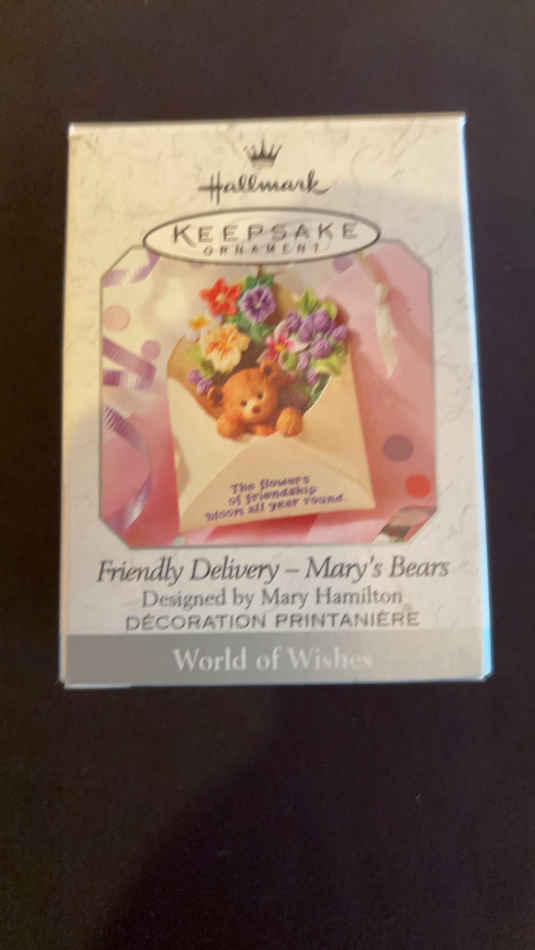 Hallmark
KEEPSAKE
ORNAMENT
The flowers
of friendship
bloom all year round.
Friendly Delivery – Mary's Bears
Designed by Mary Hamilton
DÉCORATION PRINTANIÈRE
World of Wishes